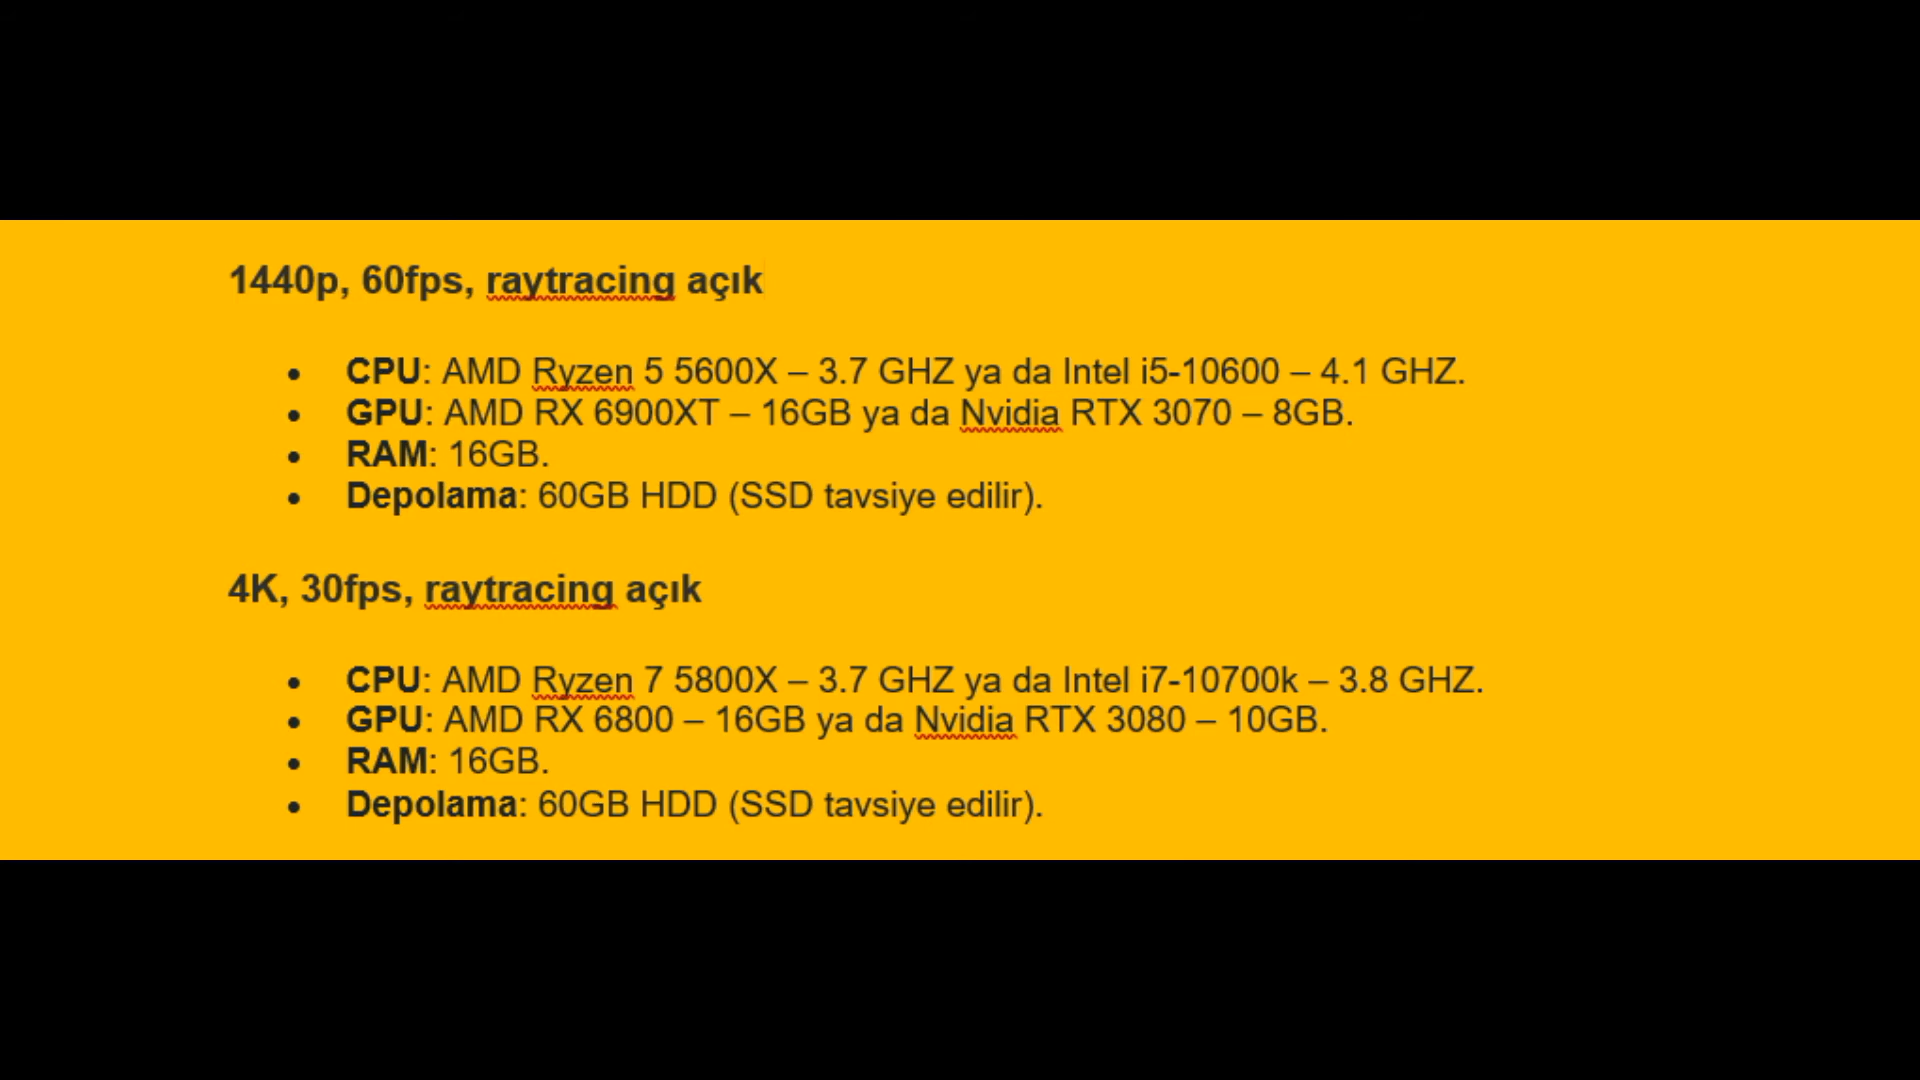 1440p, 60fps, raytracing açık
• CPU: AMD Ryzen 5 5600X – 3.7 GHZ ya da Intel i5-10600 – 4.1 GHZ.
• GPU: AMD RX 6900XT – 16GB ya da Nvidia RTX 3070 – 8GB.
• RAM: 16GB.
• Depolama: 60GB HDD (SSD tavsiye edilir).
4K, 30fps, raytracing açık
• CPU: AMD Ryzen 7 5800X – 3.7 GHZ ya da Intel i7-10700k – 3.8 GHZ.
• GPU: AMD RX 6800 – 16GB ya da Nvidia RTX 3080 – 10GB.
• RAM: 16GB.
• Depolama: 60GB HDD (SSD tavsiye edilir).